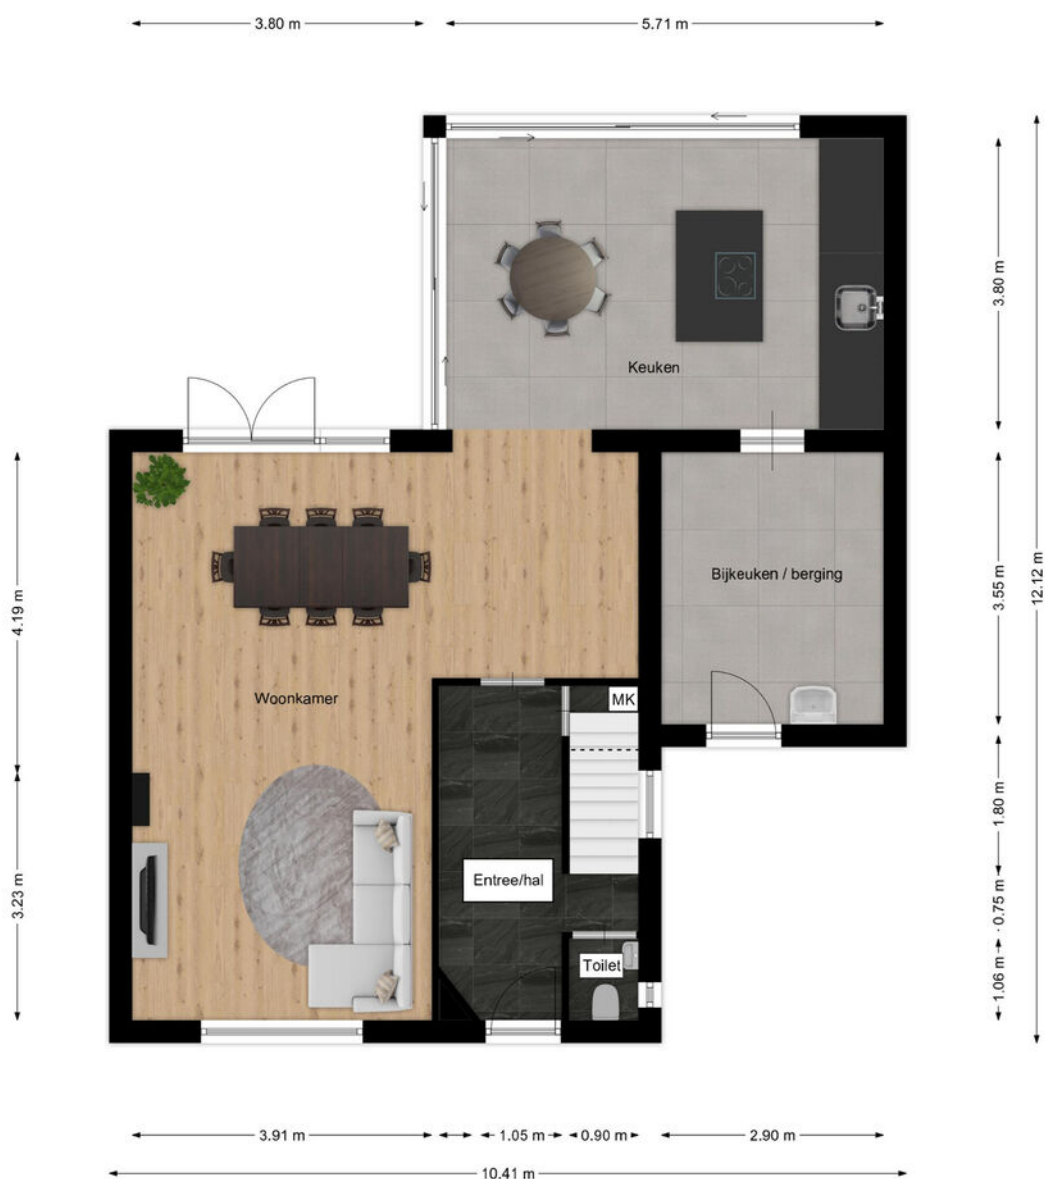 3.80 m
5.71 m
3.80 m
Keuken
12.12 m
3.55 m
Bijkeuken / berging
4.19 m
Woonkamer
MK
1.80 m
Entree/hal
3.23 m
0.75 m
Toilet
1.06 m
3.91 m
1.05 m
0.90 m
2.90 m
10.41 m